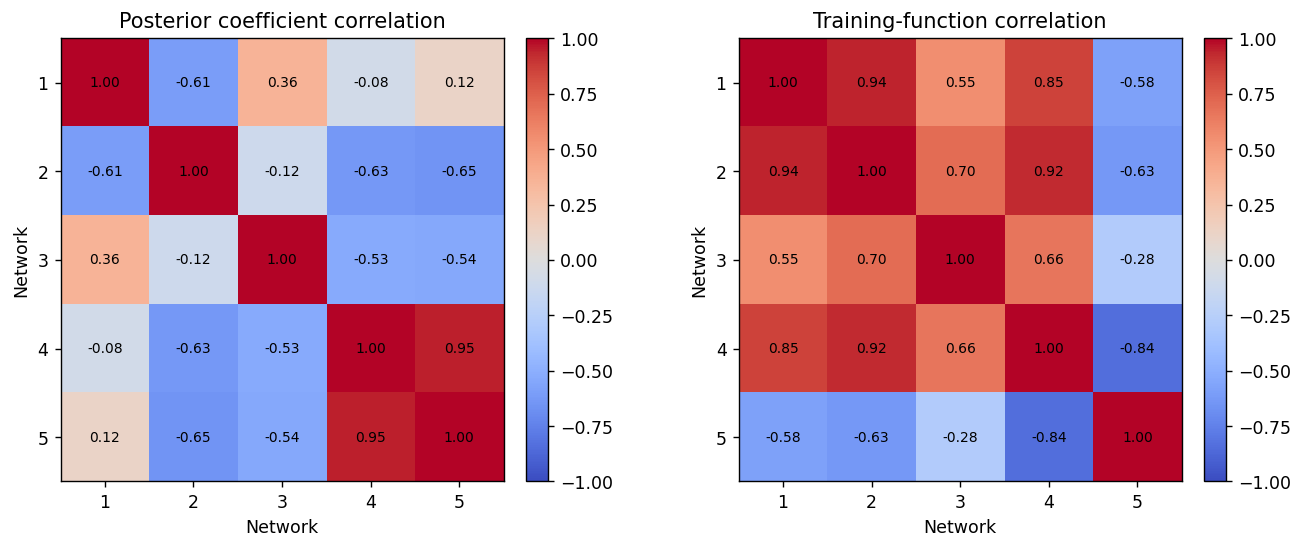 Posterior coefficient correlation
1 1.00 -0.61 0.36 -0.08 0.12
2 -0.61 1.00 -0.12 -0.63 -0.65
3 0.36 -0.12 1.00 -0.53 -0.54
4 -0.08 -0.63 -0.53 1.00 0.95
5 0.12 -0.65 -0.54 0.95 1.00
1 2 3 4 5
Network
Network
1.00
0.75
0.50
0.25
0.00
−0.25
−0.50
−0.75
−1.00
Training-function correlation
1 1.00 0.94 0.55 0.85 -0.58
2 0.94 1.00 0.70 0.92 -0.63
3 0.55 0.70 1.00 0.66 -0.28
4 0.85 0.92 0.66 1.00 -0.84
5 -0.58 -0.63 -0.28 -0.84 1.00
1 2 3 4 5
Network
Network
1.00
0.75
0.50
0.25
0.00
−0.25
−0.50
−0.75
−1.00